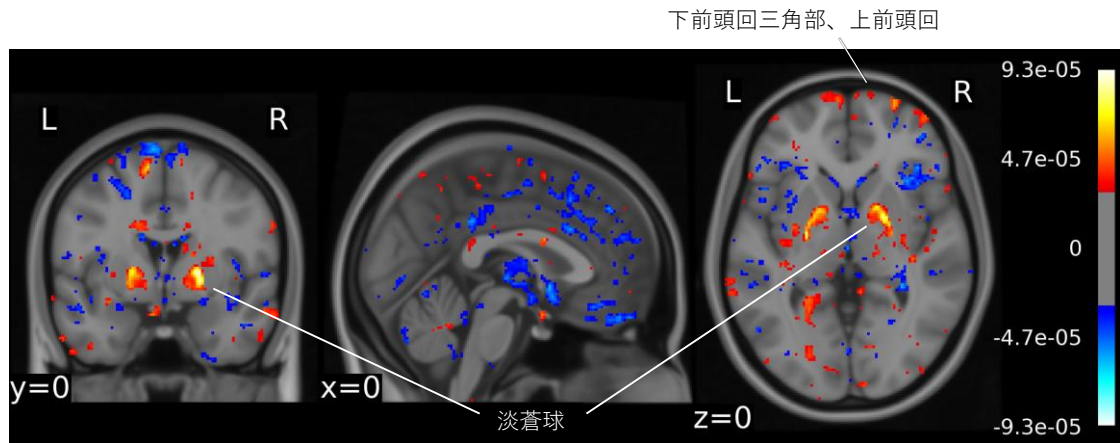 下前頭回三角部、上前頭回
L R
L R
9.3e-05
4.7e-05
0
-4.7e-05
-9.3e-05
y=0
x=0
z=0
淡蒼球